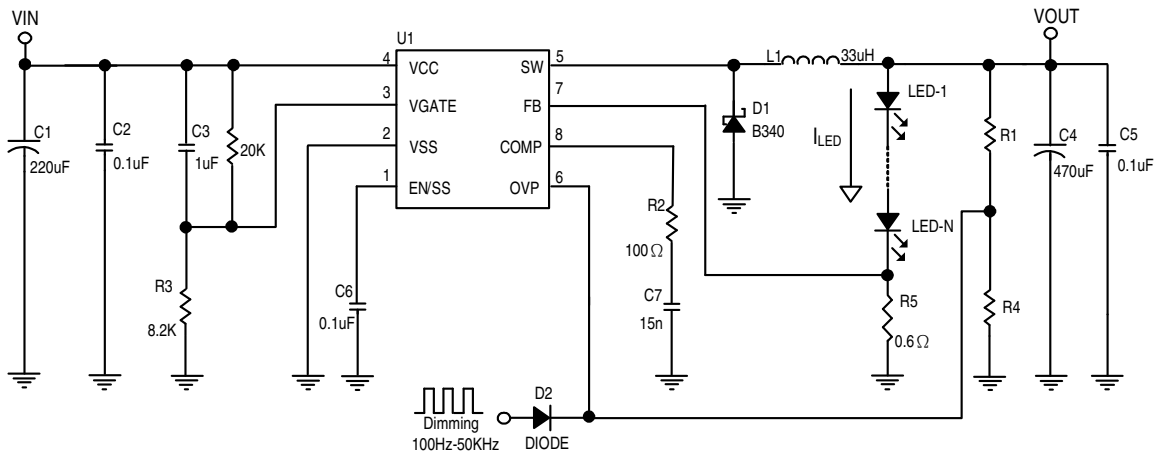 VIN
VOUT
U1
4
VCC
SW
5
L1
33uH
3
VGATE
FB
7
LED-1
D1
B340
C1
220uF
C2
0.1uF
C3
1uF
20K
2
VSS
COMP
8
I LED
R1
C4
470uF
C5
0.1uF
1
EN/SS
OVP
6
R2
100Ω
LED-N
R3
8.2K
C6
0.1uF
C7
15n
R5
0.6Ω
R4
D2
Dimming
100Hz-50KHz
DIODE